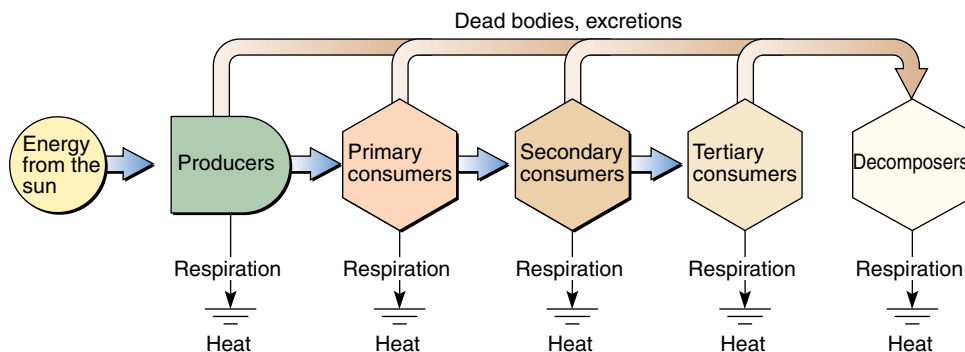 Dead bodies, excretions
Energy
from the
sun
Producers
Primary
consumers
Secondary
consumers
Tertiary
consumers
Decomposers
Respiration
Respiration
Respiration
Respiration
Respiration
Heat
Heat
Heat
Heat
Heat